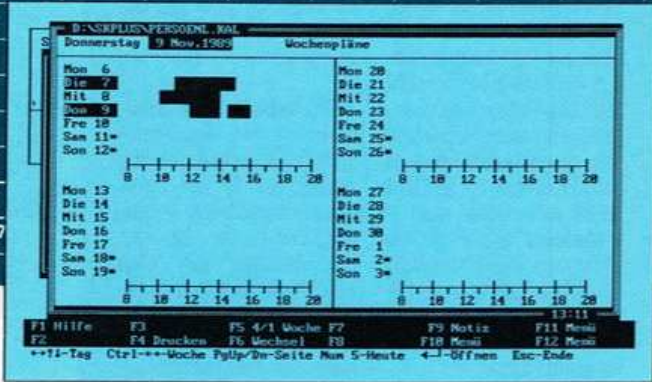 D:\SKPLUS\PERSOENL.KAL
Donnerstag 9 Nov.1989 Wochenpläne
Mon 6
Die 7
Mit 8
Don 9
Fre 10
Sam 11*
Son 12*
8 10 12 14 16 18 20
Mon 20
Die 21
Mit 22
Don 23
Fre 24
Sam 25*
Son 26*
8 10 12 14 16 18 20
Mon 13
Die 14
Mit 15
Don 16
Fre 17
Sam 18*
Son 19*
8 10 12 14 16 18 20
Mon 27
Die 28
Mit 29
Don 30
Fre 1
Sam 2*
Son 3*
8 10 12 14 16 18 20
13:11
F1 Hilfe F3 F5 4/1 Woche F7 F9 Notiz F11 Menü
F2 F4 Drucken F6 Wechsel F8 F10 Menü F12 Menü
↔↑↓-Tag Ctrl-↔-Woche PgUp/Dn-Seite Num 5-Heute ◄─┘-Öffnen Esc-Ende